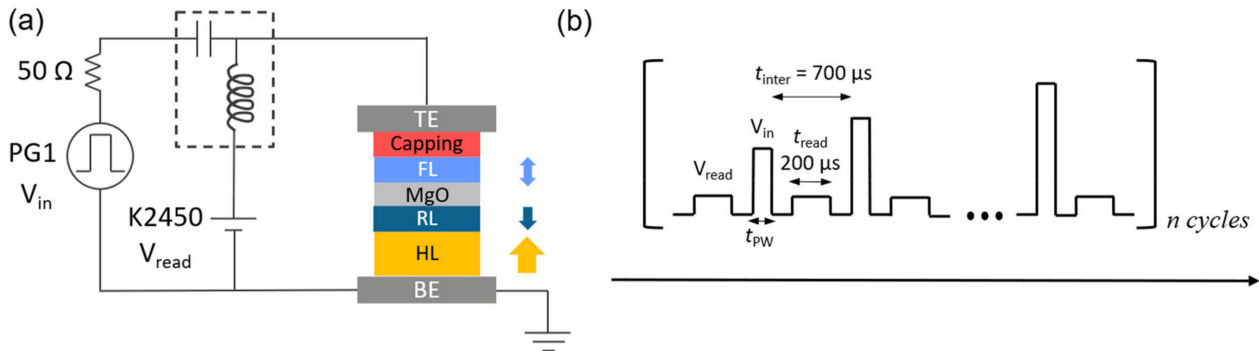 (a)
50 Ω
PG1
V_in
K2450
V_read
TE
Capping
FL
MgO
RL
HL
BE
(b)
t_inter = 700 μs
V_in
t_read
200 μs
V_read
t_PW
n cycles